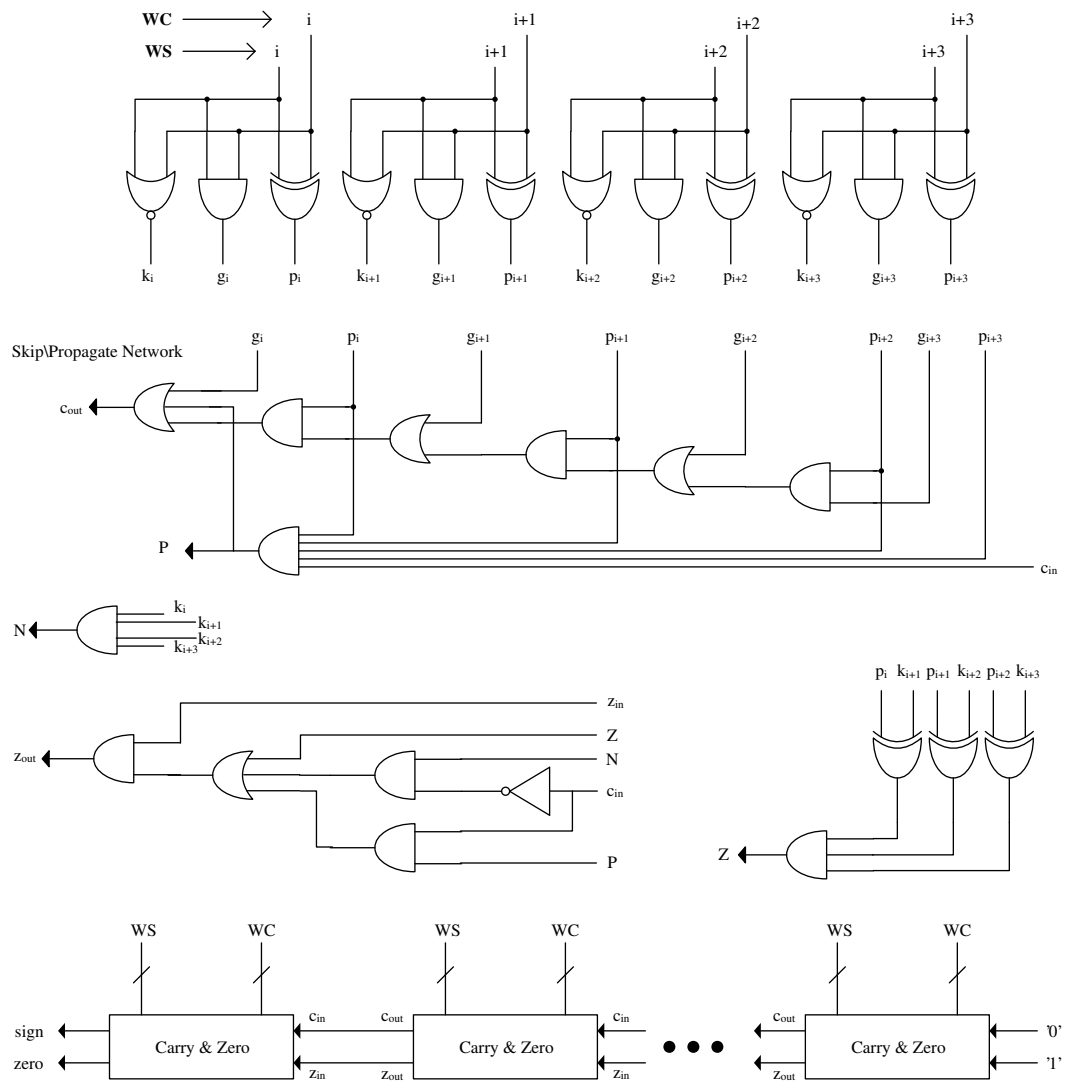 WC i i+1 i+2 i+3
WS i i+1 i+2 i+3
kᵢ gᵢ pᵢ kᵢ₊₁ gᵢ₊₁ pᵢ₊₁ kᵢ₊₂ gᵢ₊₂ pᵢ₊₂ kᵢ₊₃ gᵢ₊₃ pᵢ₊₃
Skip\Propagate Network
gᵢ pᵢ gᵢ₊₁ pᵢ₊₁ gᵢ₊₂ pᵢ₊₂ gᵢ₊₃ pᵢ₊₃
cout
P
cin
N
kᵢ
kᵢ₊₁
kᵢ₊₂
kᵢ₊₃
pᵢ kᵢ₊₁ pᵢ₊₁ kᵢ₊₂ pᵢ₊₂ kᵢ₊₃
zout
zin
Z
N
cin
P
Z
WS WC WS WC WS WC
sign cin cout cin cout '0'
Carry & Zero Carry & Zero Carry & Zero
zero zin zout zin zout '1'